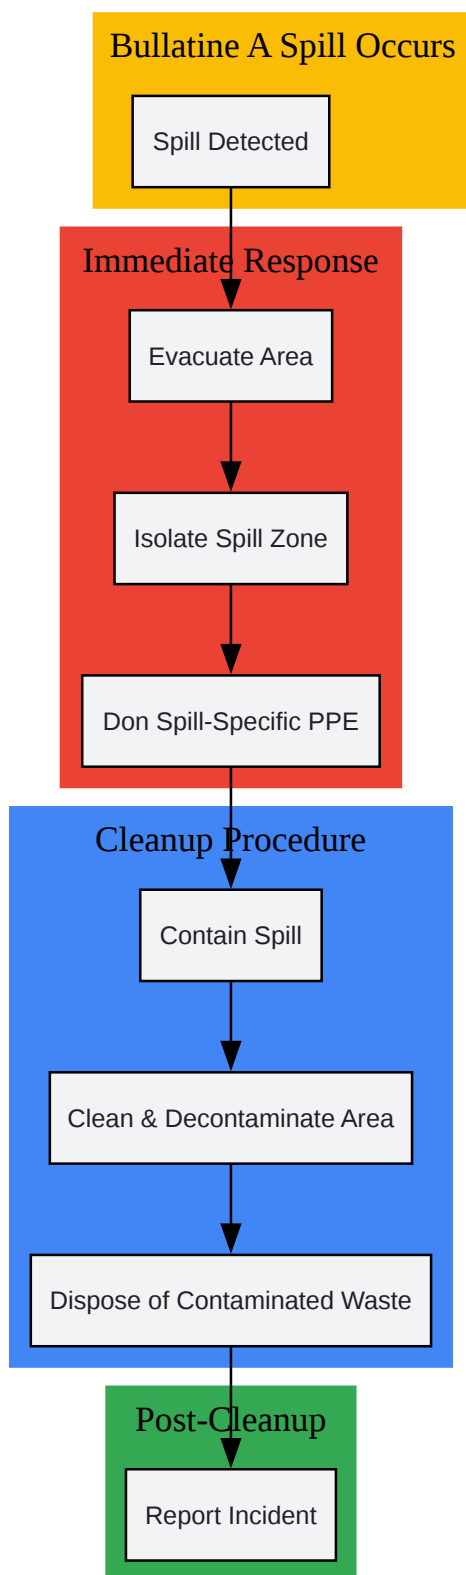 Bullatine A Spill Occurs
Spill Detected
Immediate Response
Evacuate Area
Isolate Spill Zone
Don Spill-Specific PPE
Cleanup Procedure
Contain Spill
Clean & Decontaminate Area
Dispose of Contaminated Waste
Post-Cleanup
Report Incident